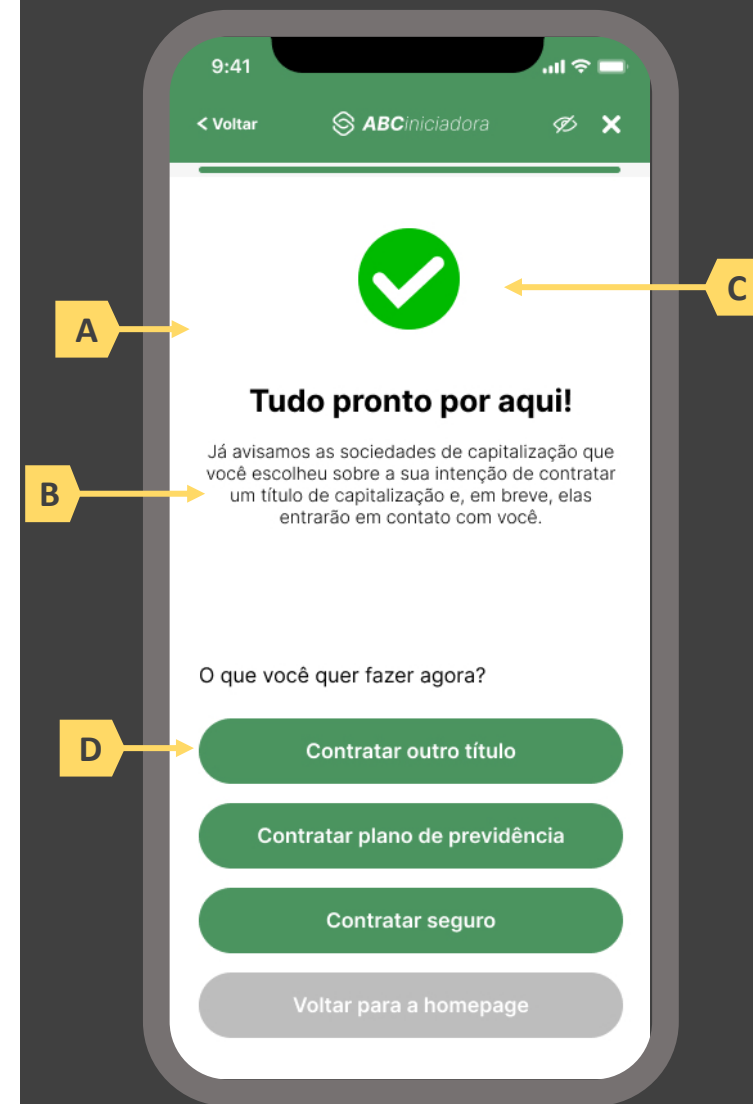 9:41
< Voltar
ABCiniciadora
C
A
Tudo pronto por aqui!
Já avisamos as sociedades de capitalização que
você escolheu sobre a sua intenção de contratar
um título de capitalização e, em breve, elas
entrarão em contato com você.
B
O que você quer fazer agora?
D
Contratar outro título
Contratar plano de previdência
Contratar seguro
Voltar para a homepage